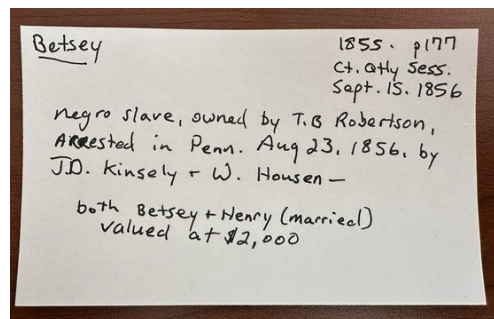 Betsey
1855. p177
Ct. Qtly Sess.
Sept. 15. 1856
negro slave, owned by T.B Robertson,
ARRested in Penn. Aug 23, 1856, by
J.D. Kinsely + W. Housen —
both Betsey + Henry (married)
valued at $2,000